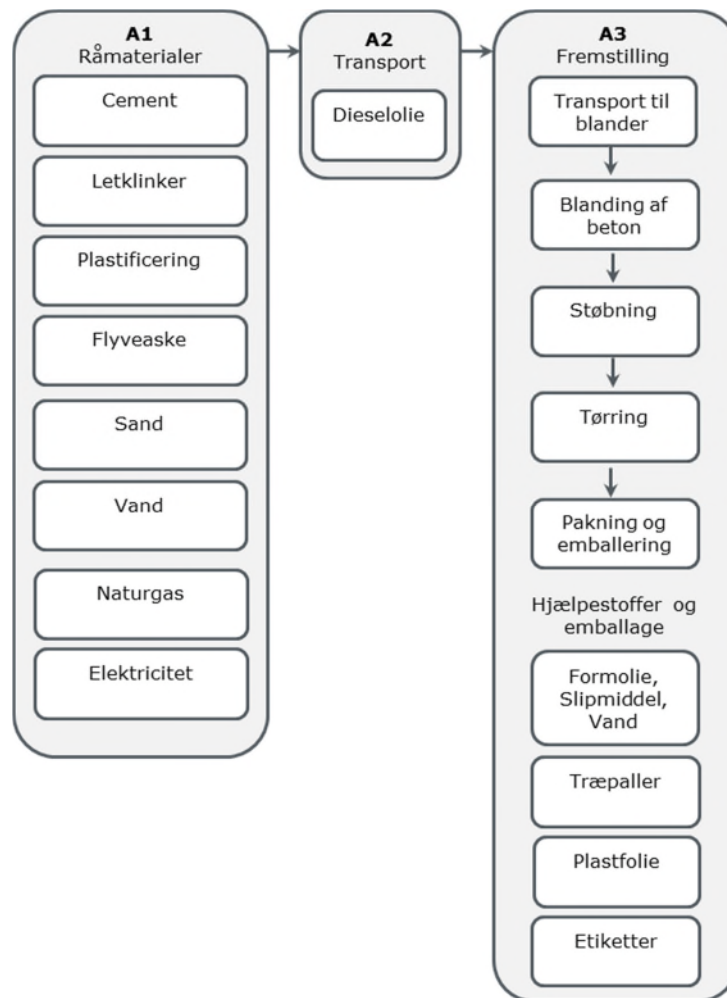 A1
Råmaterialer
Cement
Letklinker
Plastificering
Flyveaske
Sand
Vand
Naturgas
Elektricitet
A2
Transport
Dieselolie
A3
Fremstilling
Transport til
blander
Blanding af
beton
Støbning
Tørring
Pakning og
emballering
Hjælpestoffer og
emballage
Formolie,
Slipmiddel,
Vand
Træpaller
Plastfolie
Etiketter